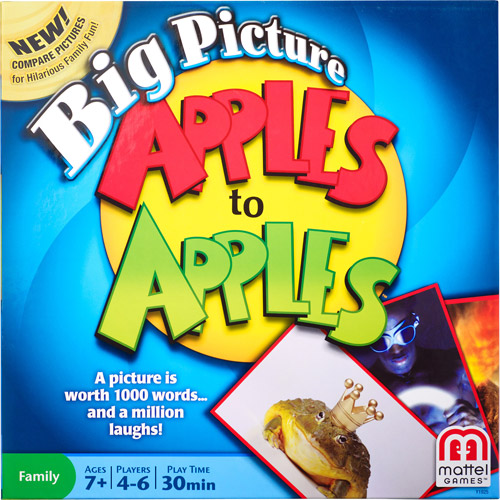 NEW!
COMPARE PICTURES
for Hilarious Family Fun!
Big Picture
APPLES
to
APPLES
A picture is
worth 1000 words...
and a million
laughs!
Family
AGES
7+
PLAYERS
4-6
PLAY TIME
30min
mattel
GAMES™